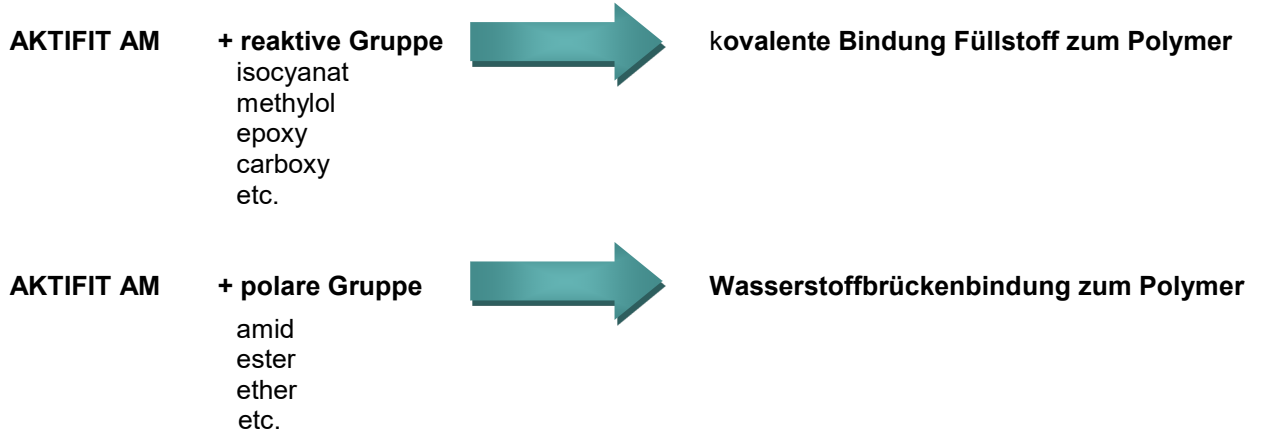 AKTIFIT AM + reaktive Gruppe kovalente Bindung Füllstoff zum Polymer
isocyanat
methylol
epoxy
carboxy
etc.
AKTIFIT AM + polare Gruppe Wasserstoffbrückenbindung zum Polymer
amid
ester
ether
etc.